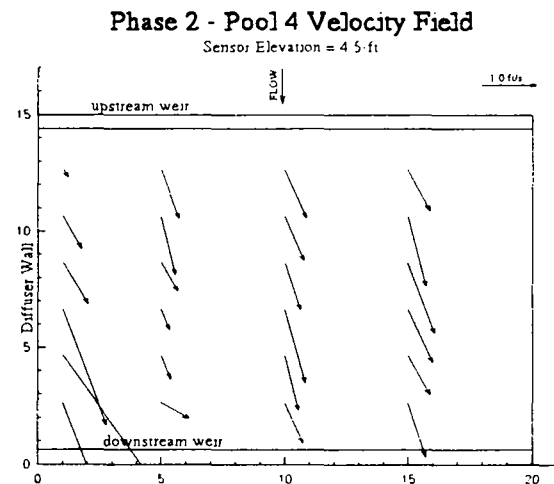 Phase 2 - Pool 4 Velocity Field
Sensor Elevation = 4 5-ft
FLOW
1 0 ft/s
15
upstream weir
10
Diffuser Wall
5
downstream weir
0
0
5
10
15
20